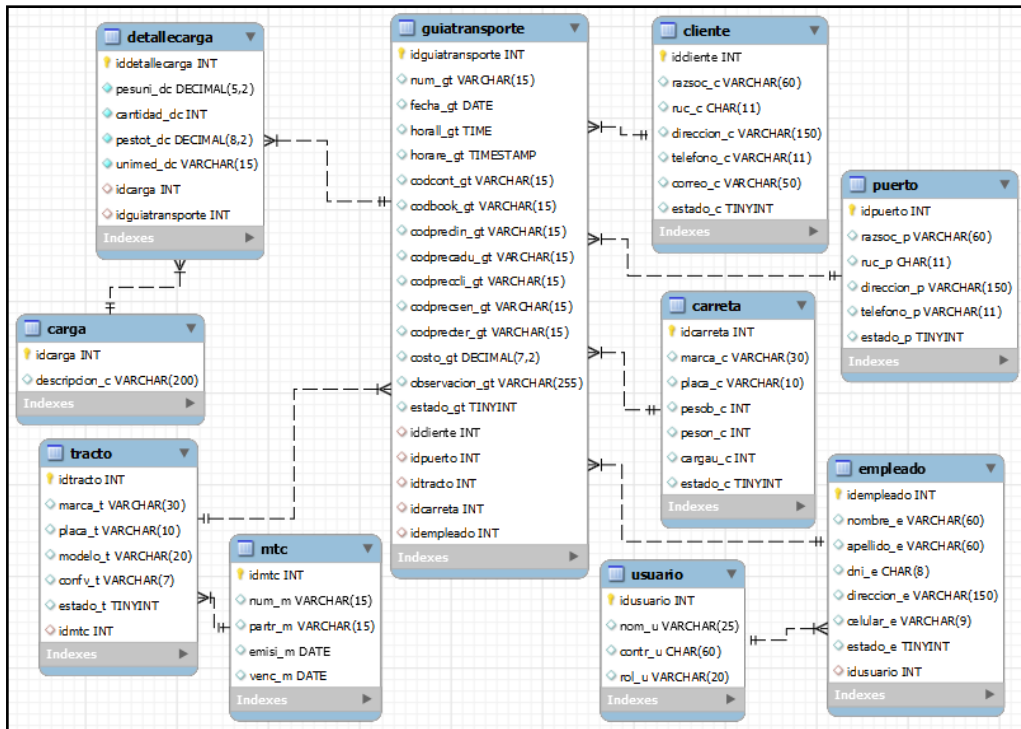 detallecarga
iddetallecarga INT
pesuni_dc DECIMAL(5,2)
cantidad_dc INT
pestot_dc DECIMAL(8,2)
unimed_dc VARCHAR(15)
idcarga INT
idguiatransporte INT
Indexes
carga
idcarga INT
descripcion_c VARCHAR(200)
Indexes
tracto
idtracto INT
marca_t VARCHAR(30)
placa_t VARCHAR(10)
modelo_t VARCHAR(20)
confv_t VARCHAR(7)
estado_t TINYINT
idmtc INT
Indexes
mtc
idmtc INT
num_m VARCHAR(15)
partr_m VARCHAR(15)
emisi_m DATE
venc_m DATE
Indexes
guiatransporte
idguiatransporte INT
num_gt VARCHAR(15)
fecha_gt DATE
horall_gt TIME
horare_gt TIMESTAMP
codcont_gt VARCHAR(15)
codbook_gt VARCHAR(15)
codpreclin_gt VARCHAR(15)
codprecadu_gt VARCHAR(15)
codpreccli_gt VARCHAR(15)
codprecsen_gt VARCHAR(15)
codprecter_gt VARCHAR(15)
costo_gt DECIMAL(7,2)
observacion_gt VARCHAR(255)
estado_gt TINYINT
idcliente INT
idpuerto INT
idtracto INT
idcarreta INT
idempleado INT
Indexes
cliente
idcliente INT
razsoc_c VARCHAR(60)
ruc_c CHAR(11)
direccion_c VARCHAR(150)
telefono_c VARCHAR(11)
correo_c VARCHAR(50)
estado_c TINYINT
Indexes
puerto
idpuerto INT
razsoc_p VARCHAR(60)
ruc_p CHAR(11)
direccion_p VARCHAR(150)
telefono_p VARCHAR(11)
estado_p TINYINT
Indexes
carreta
idcarreta INT
marca_c VARCHAR(30)
placa_c VARCHAR(10)
pesob_c INT
peson_c INT
cargau_c INT
estado_c TINYINT
Indexes
usuario
idusuario INT
nom_u VARCHAR(25)
contr_u CHAR(60)
rol_u VARCHAR(20)
Indexes
empleado
idempleado INT
nombre_e VARCHAR(60)
apellido_e VARCHAR(60)
dni_e CHAR(8)
direccion_e VARCHAR(150)
celular_e VARCHAR(9)
estado_e TINYINT
idusuario INT
Indexes